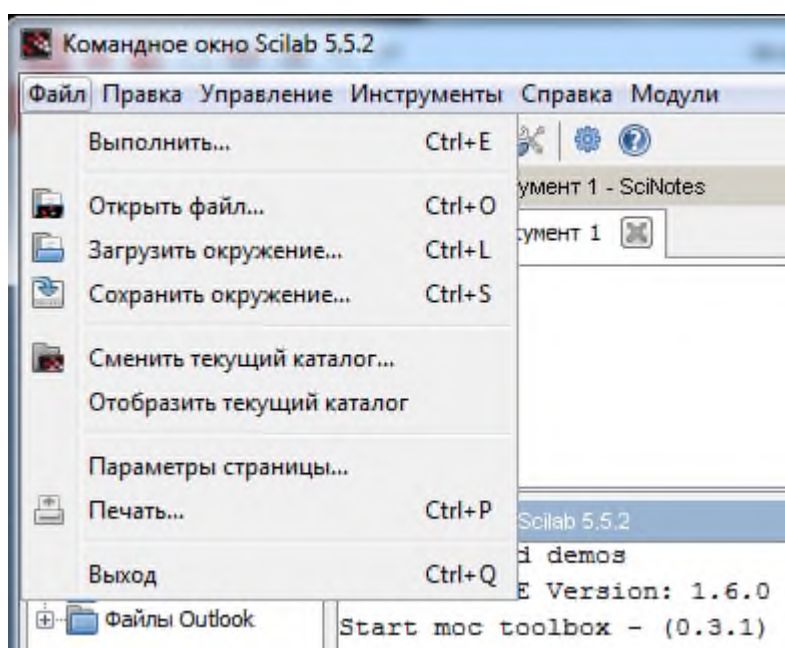 Командное окно Scilab 5.5.2
Файл Правка Управление Инструменты Справка Модули
Выполнить... Ctrl+E
умент 1 - SciNotes
Открыть файл... Ctrl+O
умент 1
Загрузить окружение... Ctrl+L
Сохранить окружение... Ctrl+S
Сменить текущий каталог...
Отобразить текущий каталог
Параметры страницы...
Печать... Ctrl+P
Scilab 5.5.2
Выход Ctrl+Q
d demos
E Version: 1.6.0
Файлы Outlook
Start moc toolbox - (0.3.1)